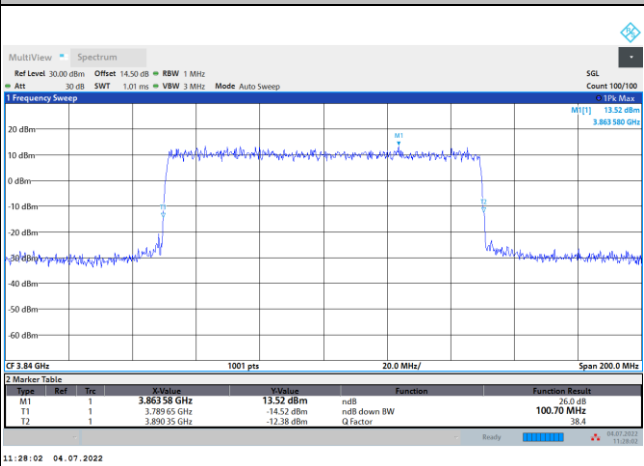 MultiView Spectrum
Ref Level 30.00 dBm Offset 14.50 dB RBW 1 MHz SGL
Att 30 dB SWT 1.01 ms VBW 3 MHz Mode Auto Sweep Count 100/100
1 Frequency Sweep 1Pk Max
M1[1] 13.52 dBm
3.863 580 GHz
M1
20 dBm
10 dBm
0 dBm
-10 dBm
T1 T2
-20 dBm
-30 dBm
-40 dBm
-50 dBm
-60 dBm
CF 3.84 GHz 1001 pts 20.0 MHz/ Span 200.0 MHz
2 Marker Table
Type Ref Trc X-Value Y-Value Function Function Result
M1 1 3.863 58 GHz 13.52 dBm ndB 26.0 dB
T1 1 3.789 65 GHz -14.52 dBm ndB down BW 100.70 MHz
T2 1 3.890 35 GHz -12.38 dBm Q Factor 38.4
Ready 04.07.2022
11:28:02
11:28:02 04.07.2022